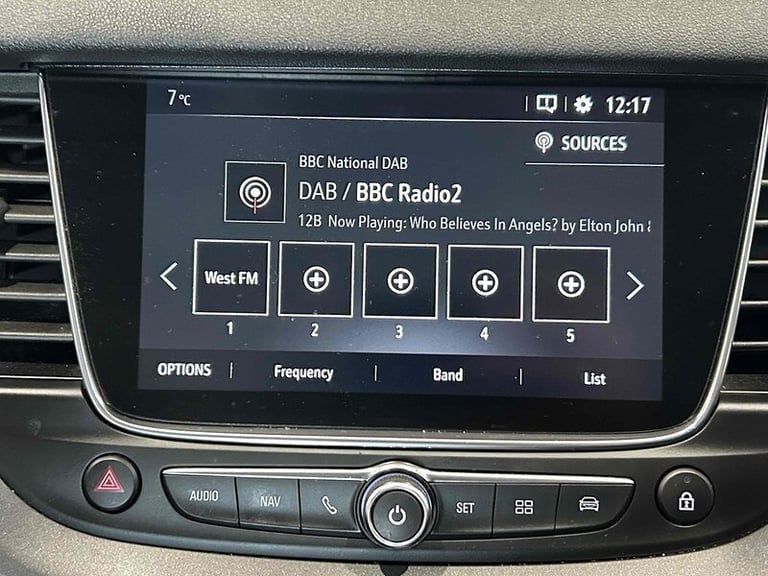 7°C 12:17
SOURCES
BBC National DAB
DAB / BBC Radio2
12B Now Playing: Who Believes In Angels? by Elton John &
West FM
1 2 3 4 5
OPTIONS | Frequency | Band | List
AUDIO NAV SET